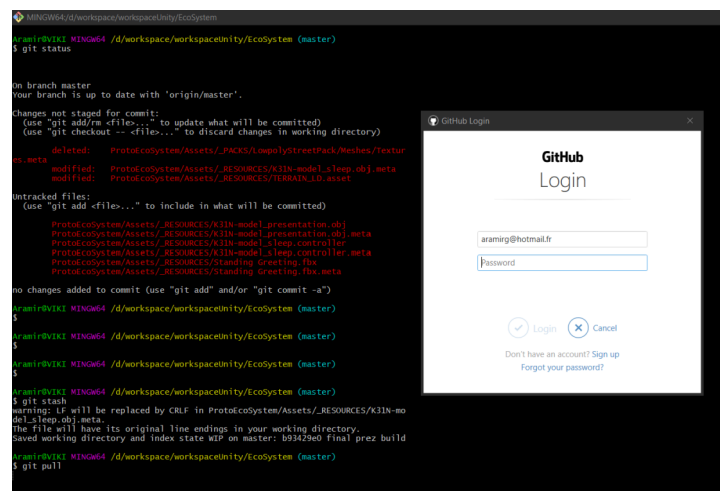 MINGW64:/d/workspace/workspaceUnity/EcoSystem
Aramir@VIKI MINGW64 /d/workspace/workspaceUnity/EcoSystem (master)
$ git status
On branch master
Your branch is up to date with 'origin/master'.
Changes not staged for commit:
(use "git add/rm <file>..." to update what will be committed)
(use "git checkout -- <file>..." to discard changes in working directory)
deleted: ProtoEcoSystem/Assets/_PACKS/LowpolyStreetPack/Meshes/Textur
es.meta
modified: ProtoEcoSystem/Assets/_RESOURCES/K31N-model_sleep.obj.meta
modified: ProtoEcoSystem/Assets/_RESOURCES/TERRAIN_LD.asset
Untracked files:
(use "git add <file>..." to include in what will be committed)
ProtoEcoSystem/Assets/_RESOURCES/K31N-model_presentation.obj
ProtoEcoSystem/Assets/_RESOURCES/K31N-model_presentation.obj.meta
ProtoEcoSystem/Assets/_RESOURCES/K31N-model_sleep.controller
ProtoEcoSystem/Assets/_RESOURCES/K31N-model_sleep.controller.meta
ProtoEcoSystem/Assets/_RESOURCES/Standing Greeting.fbx
ProtoEcoSystem/Assets/_RESOURCES/Standing Greeting.fbx.meta
no changes added to commit (use "git add" and/or "git commit -a")
Aramir@VIKI MINGW64 /d/workspace/workspaceUnity/EcoSystem (master)
$
Aramir@VIKI MINGW64 /d/workspace/workspaceUnity/EcoSystem (master)
$
Aramir@VIKI MINGW64 /d/workspace/workspaceUnity/EcoSystem (master)
$
Aramir@VIKI MINGW64 /d/workspace/workspaceUnity/EcoSystem (master)
$ git stash
warning: LF will be replaced by CRLF in ProtoEcoSystem/Assets/_RESOURCES/K31N-mo
del_sleep.obj.meta.
The file will have its original line endings in your working directory.
Saved working directory and index state WIP on master: b93429e0 final prez build
Aramir@VIKI MINGW64 /d/workspace/workspaceUnity/EcoSystem (master)
$ git pull
GitHub Login
GitHub
Login
aramirg@hotmail.fr
Password
Login
Cancel
Don't have an account? Sign up
Forgot your password?